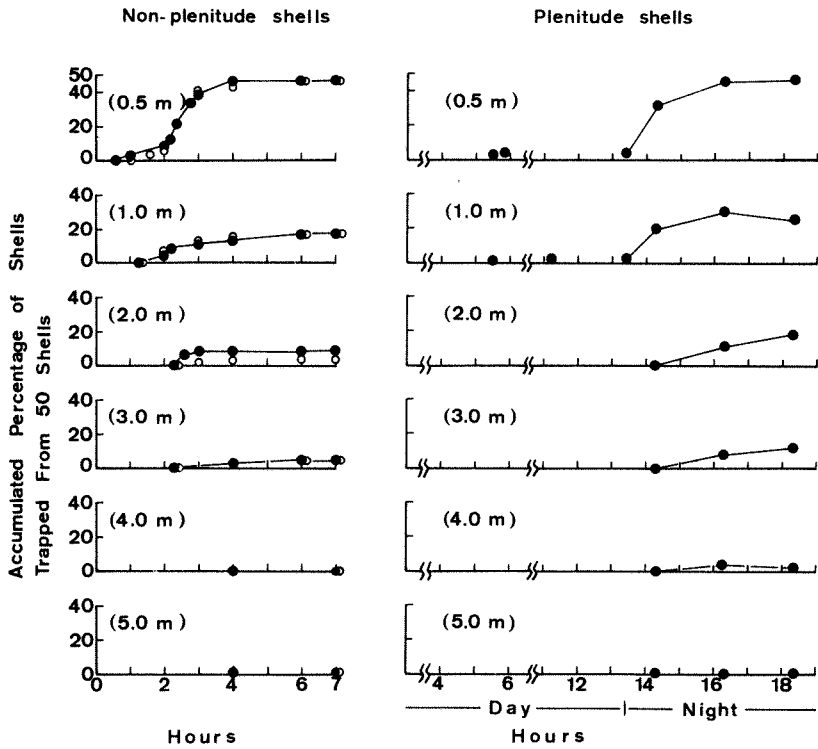 Non-plenitude shells
Plenitude shells
Accumulated Percentage of Shells
Trapped From 50 Shells
50
40
20
0
(0.5 m)
(0.5 m)
40
20
0
(1.0 m)
(1.0 m)
40
20
0
(2.0 m)
(2.0 m)
40
20
0
(3.0 m)
(3.0 m)
40
20
0
(4.0 m)
(4.0 m)
40
20
0
(5.0 m)
(5.0 m)
0 2 4 6 7
4 6 12 14 16 18
Day Night
Hours
Hours